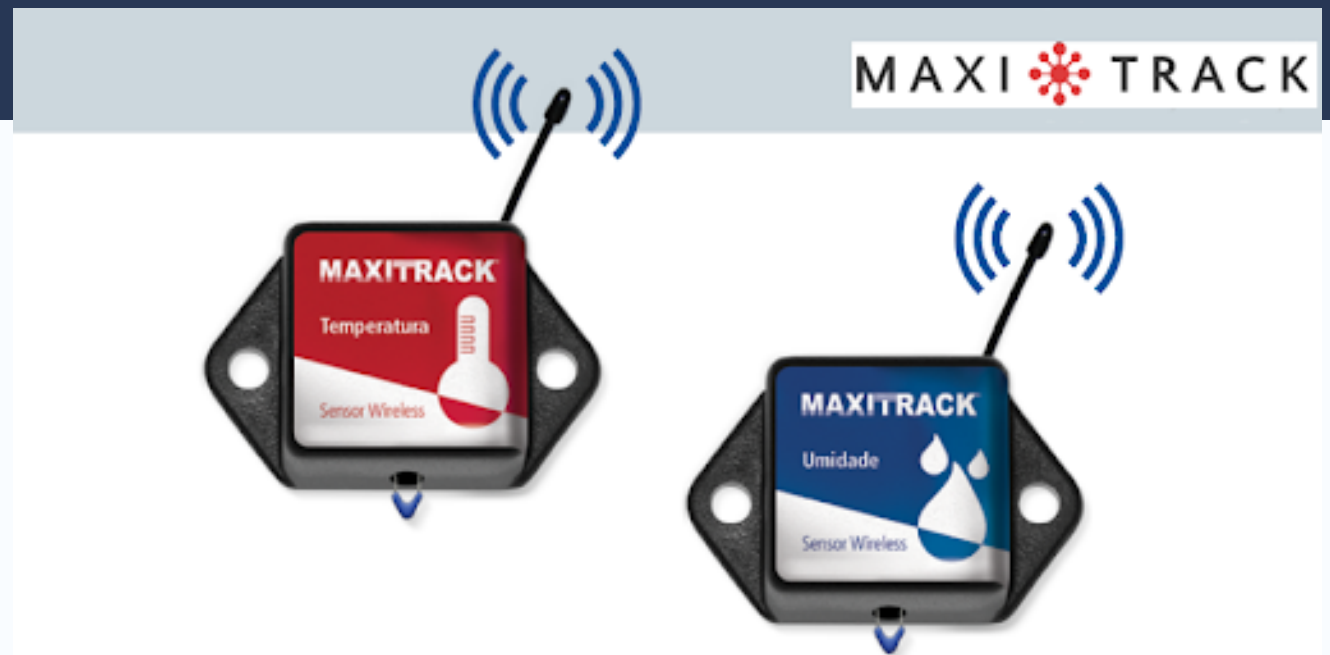 MAXI TRACK
MAXITRACK
Temperatura
Sensor Wireless
MAXITRACK
Umidade
Sensor Wireless